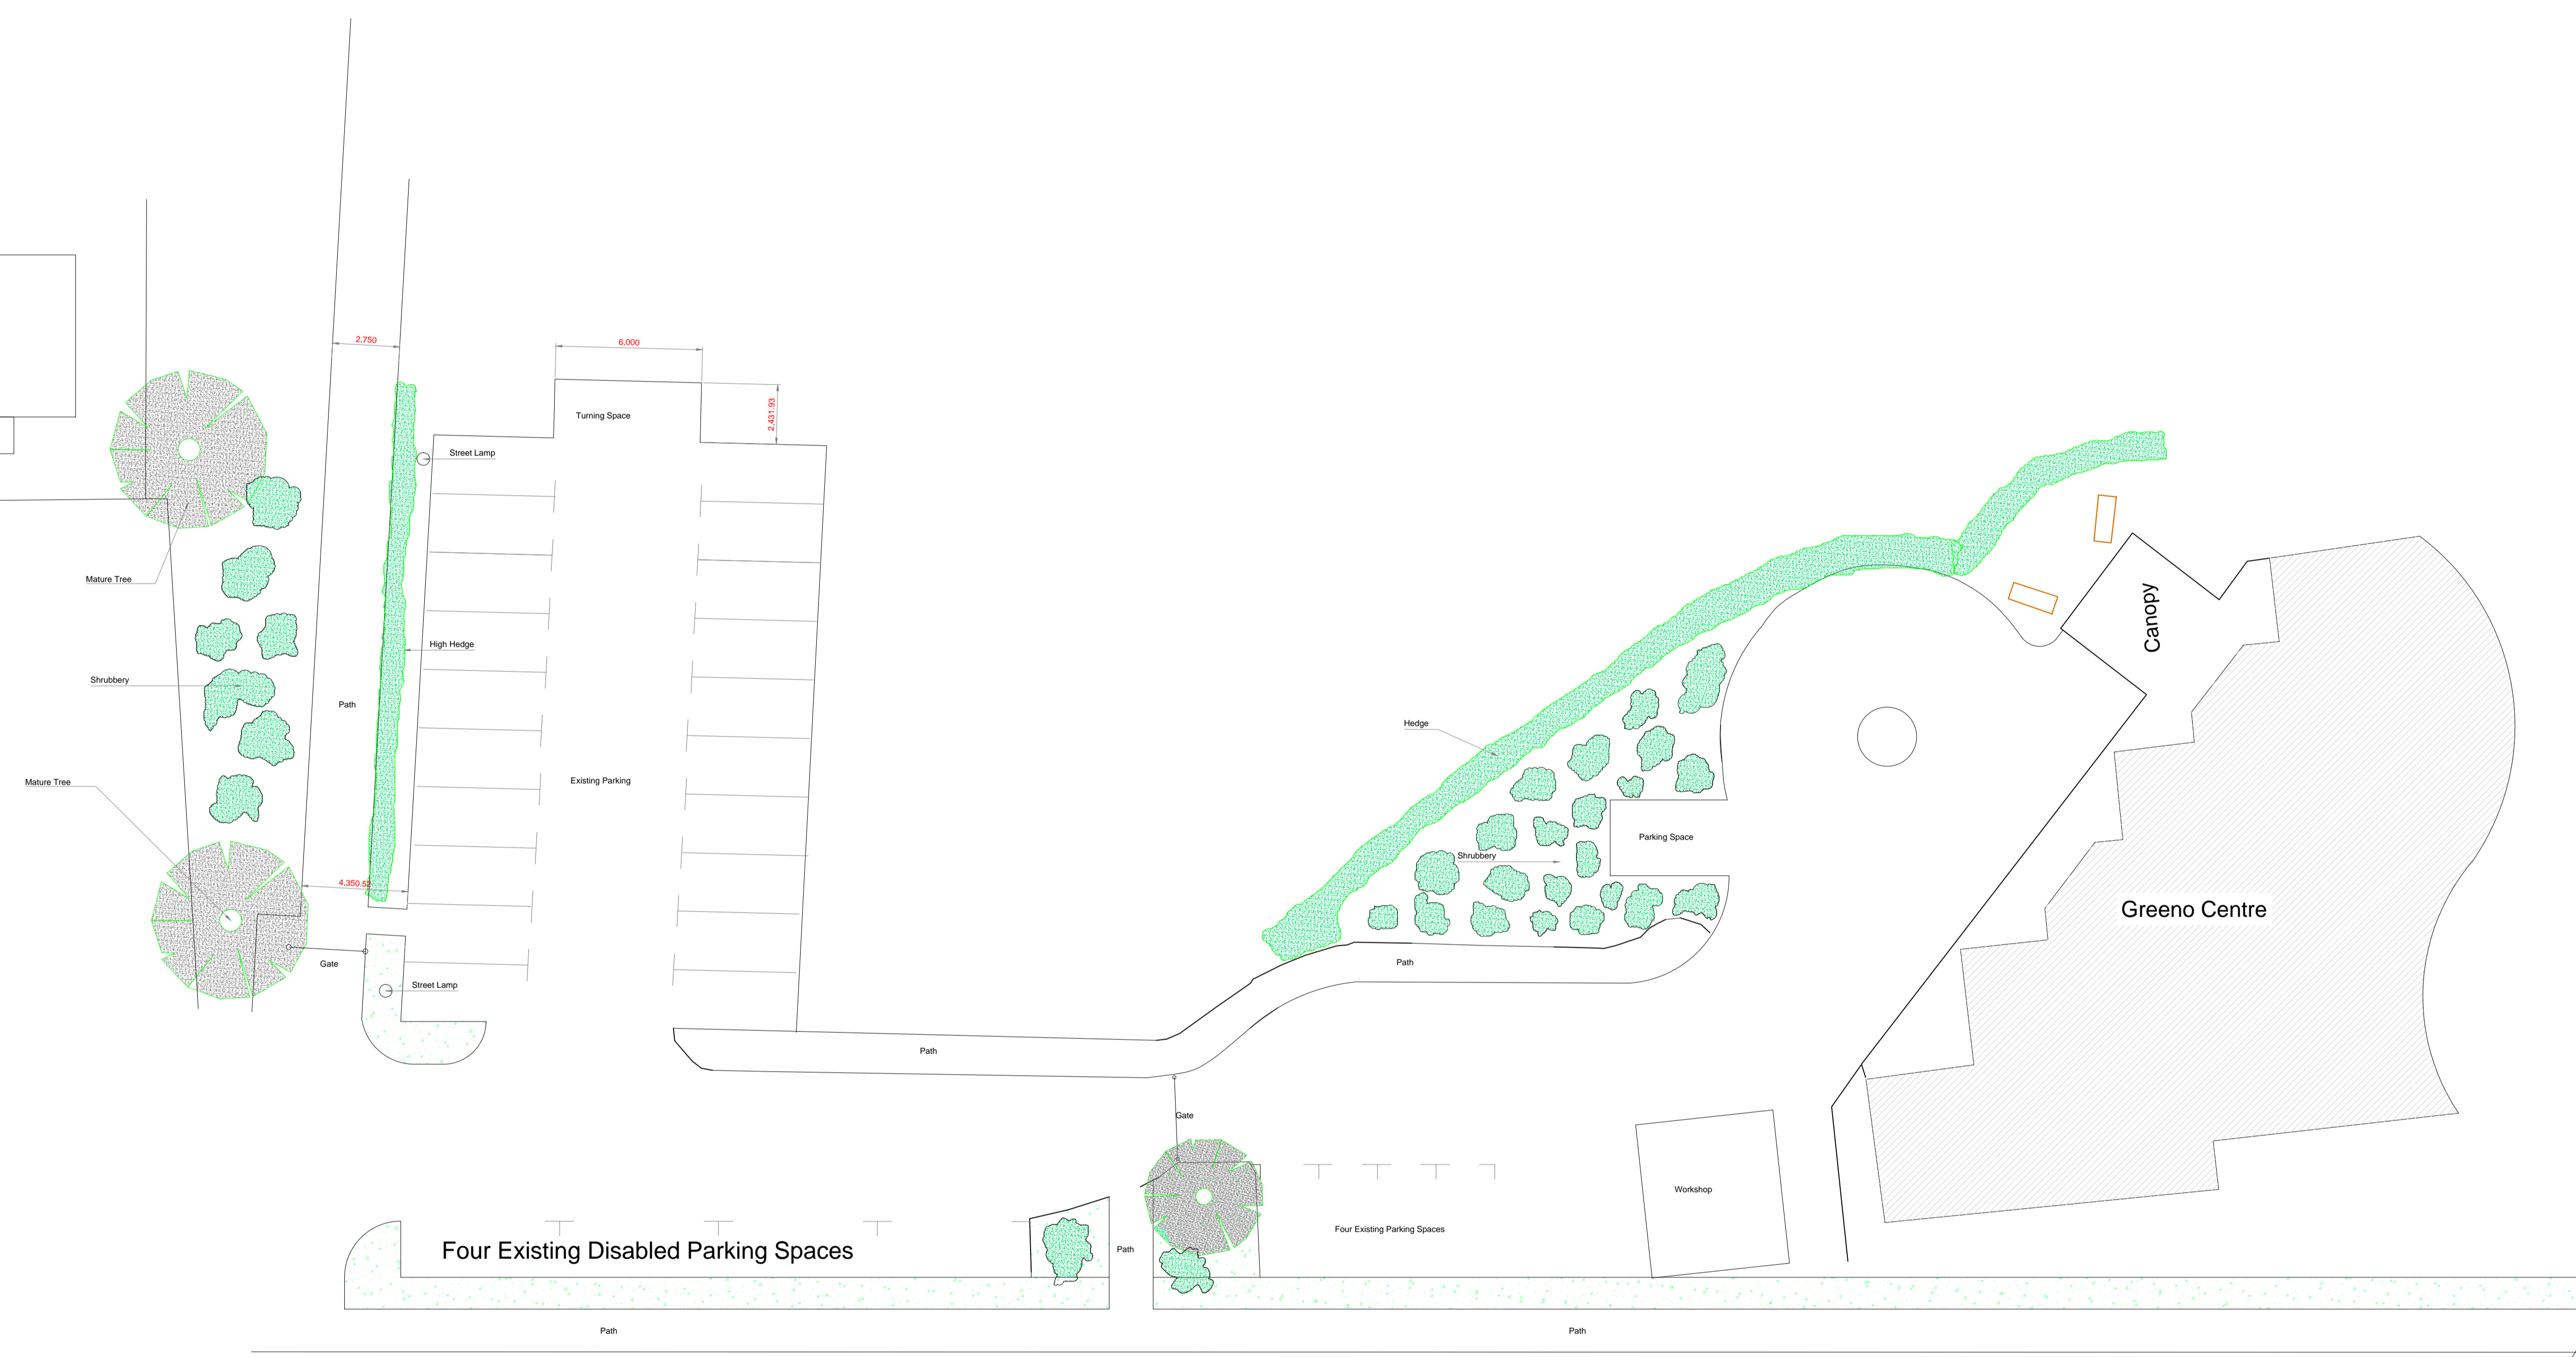 2,750
6,000
Turning Space
2,431.93
Street Lamp
Mature Tree
Canopy
High Hedge
Shrubbery
Path
Hedge
Mature Tree
Existing Parking
Parking Space
Shrubbery
4,350.52
Greeno Centre
Gate
Path
Street Lamp
Path
Gate
Workshop
Four Existing Parking Spaces
Four Existing Disabled Parking Spaces
Path
Path
Path